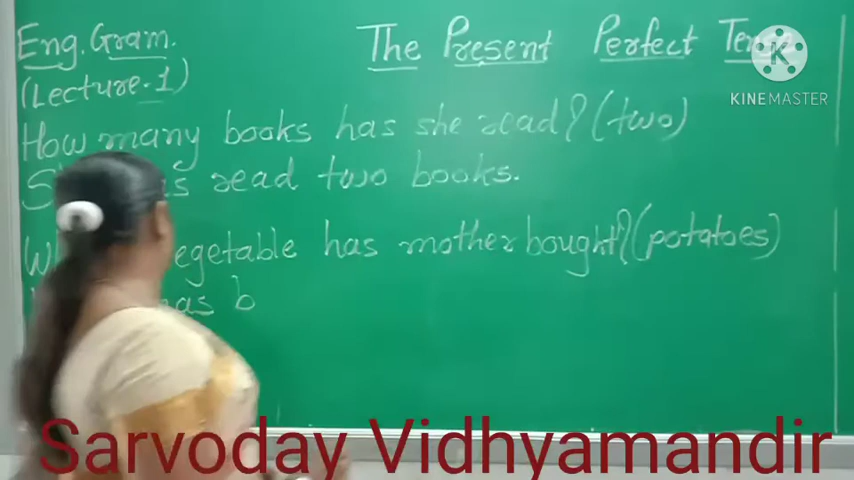 Eng. Gram.
(Lecture-1)
The Present Perfect Tense
KINEMASTER
How many books has she read? (two)
read two books.
has mother bought? (potatoes)
b
Sarvoday Vidhyamandir